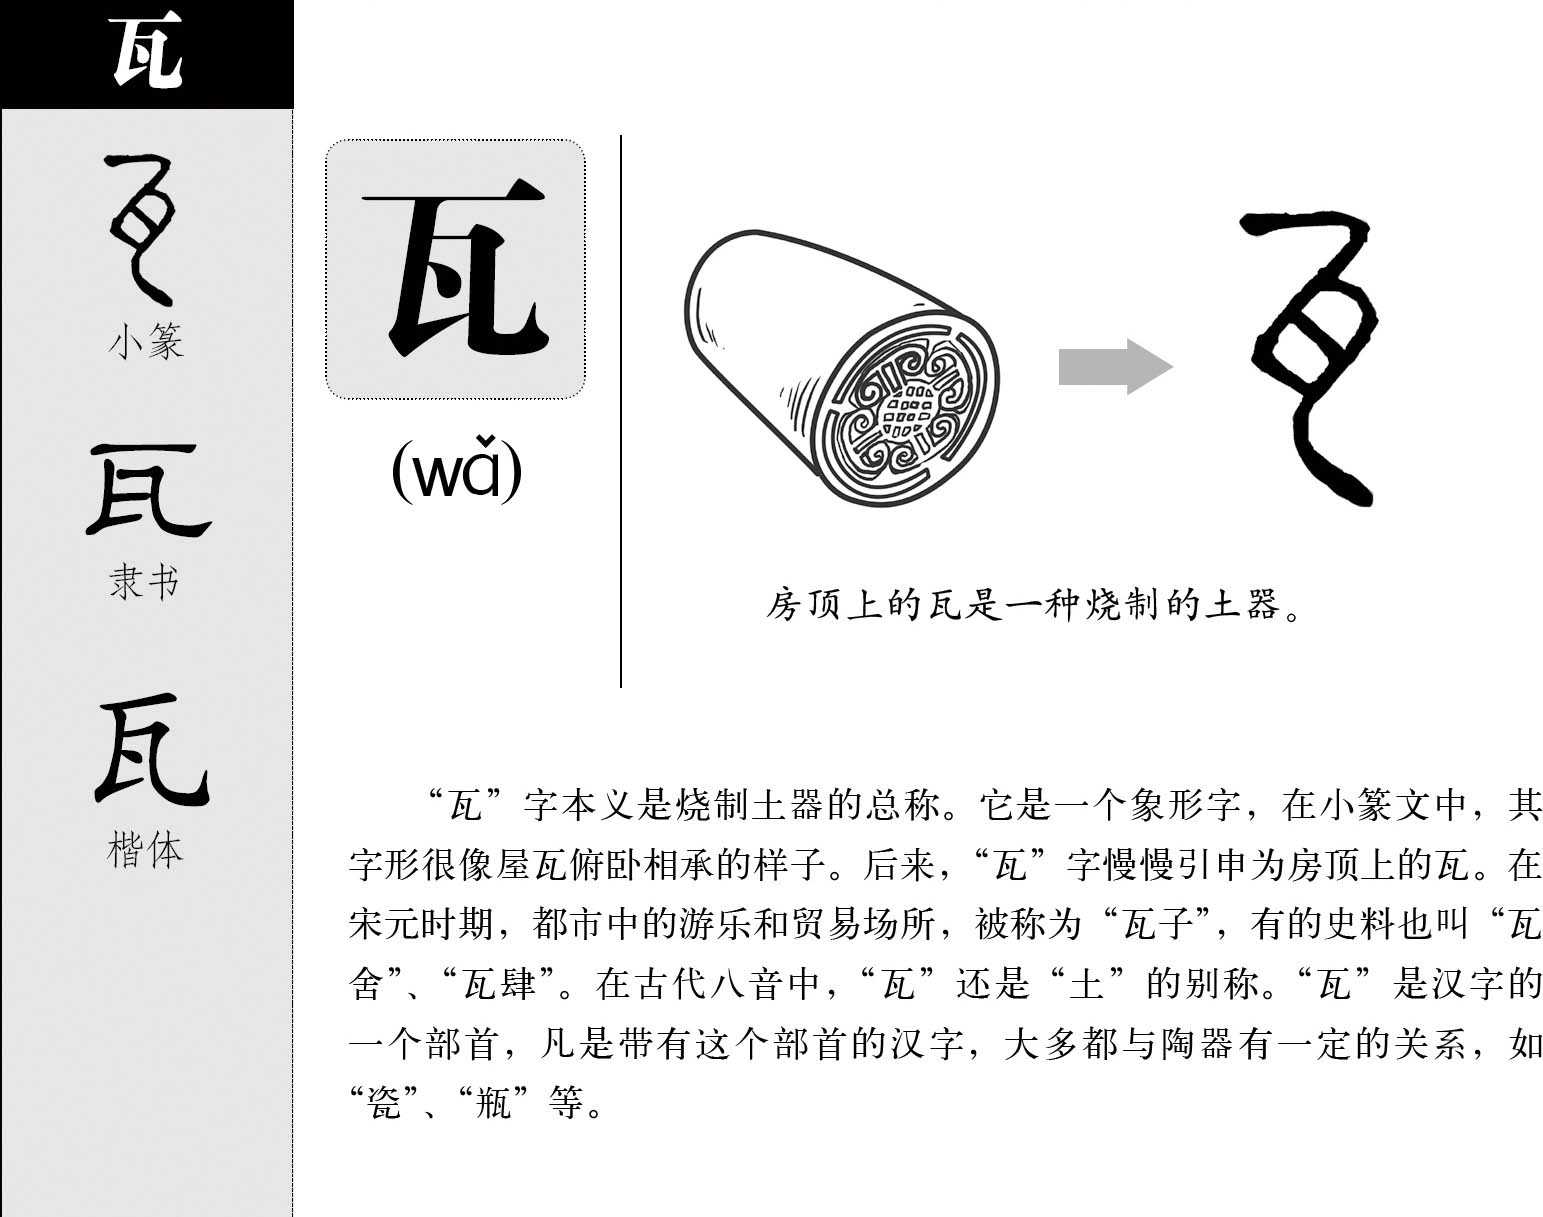 瓦
小篆
隶书
瓦
楷体
瓦
瓦
(wǎ)
房顶上的瓦是一种烧制的土器。
“瓦”字本义是烧制土器的总称。它是一个象形字，在小篆文中，其
字形很像屋瓦俯卧相承的样子。后来，“瓦”字慢慢引申为房顶上的瓦。在
宋元时期，都市中的游乐和贸易场所，被称为“瓦子”，有的史料也叫“瓦
舍”、“瓦肆”。在古代八音中，“瓦”还是“土”的别称。“瓦”是汉字的
一个部首，凡是带有这个部首的汉字，大多都与陶器有一定的关系，如
“瓷”、“瓶”等。